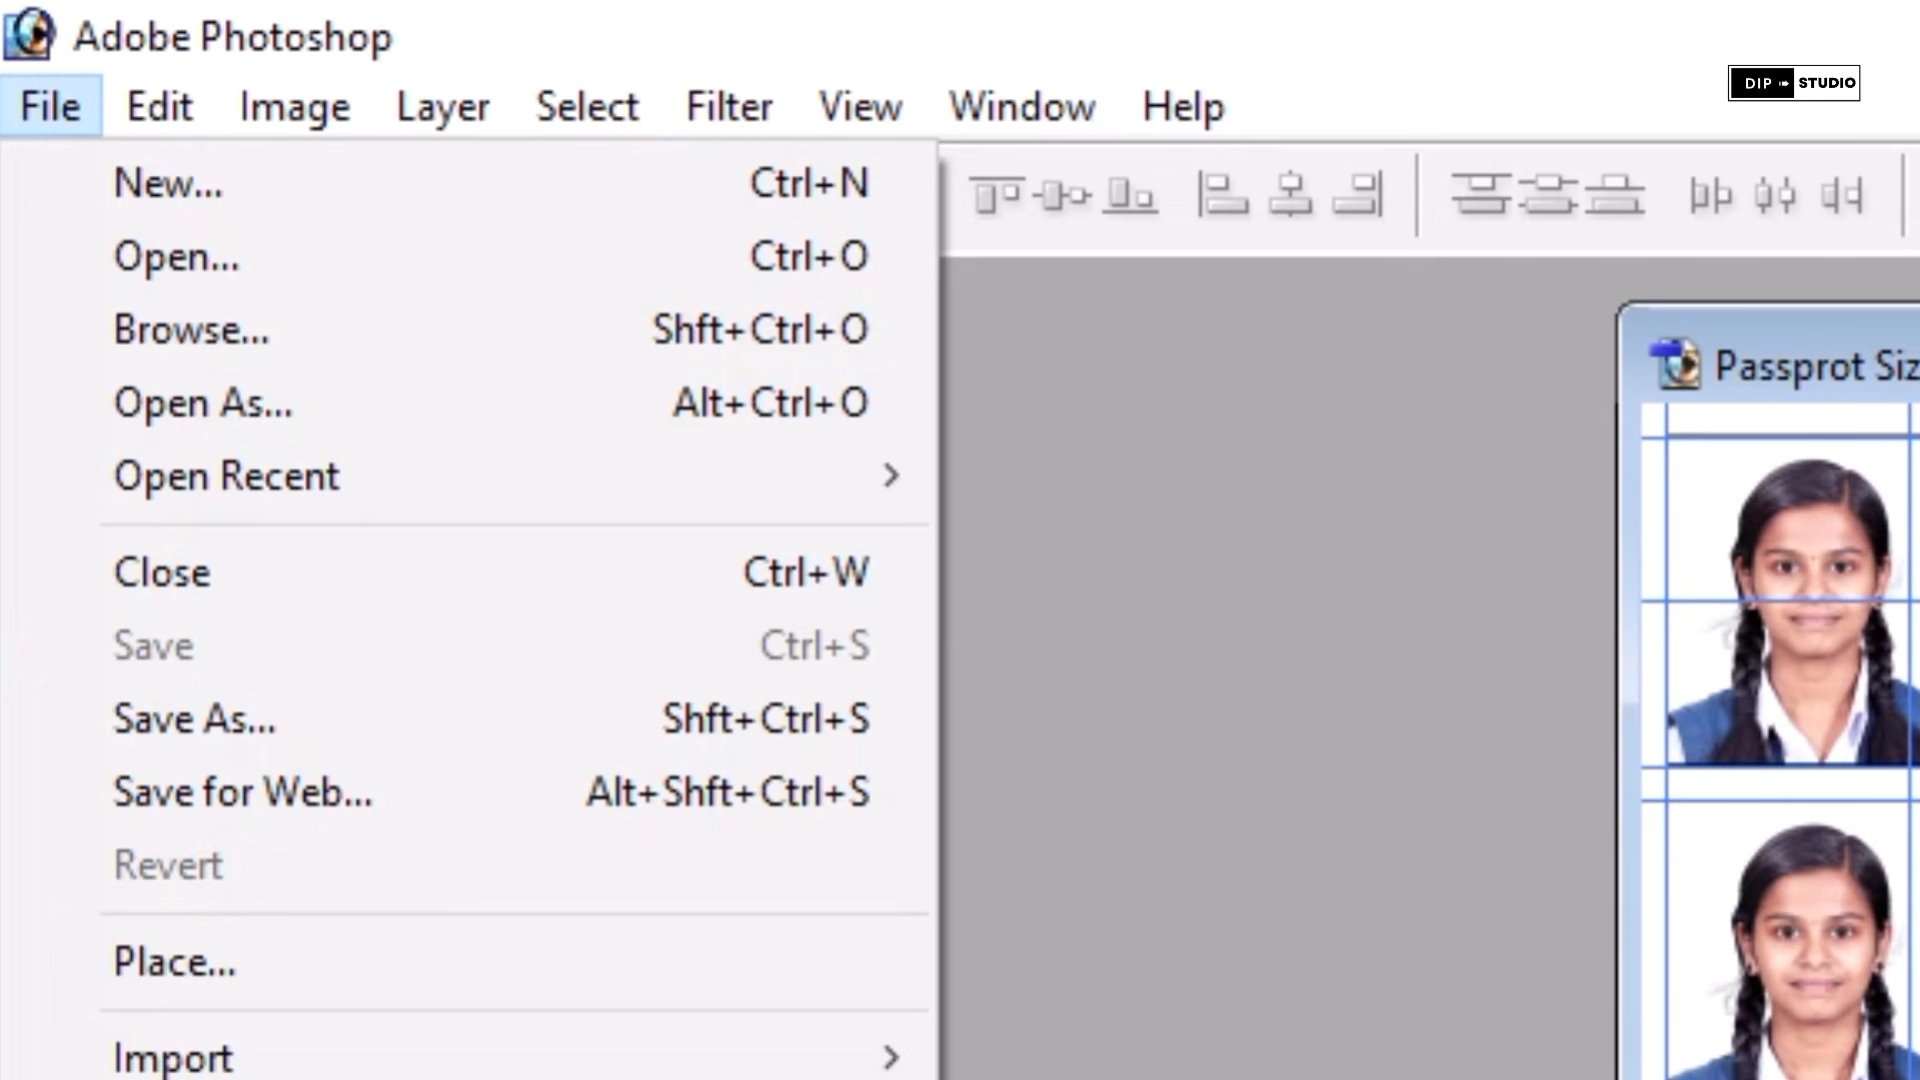 Adobe Photoshop
DIP STUDIO
File Edit Image Layer Select Filter View Window Help
New... Ctrl+N
Open... Ctrl+O
Browse... Shft+Ctrl+O
Open As... Alt+Ctrl+O
Passprot Siz
Open Recent
Close Ctrl+W
Save Ctrl+S
Save As... Shft+Ctrl+S
Save for Web... Alt+Shft+Ctrl+S
Revert
Place...
Import